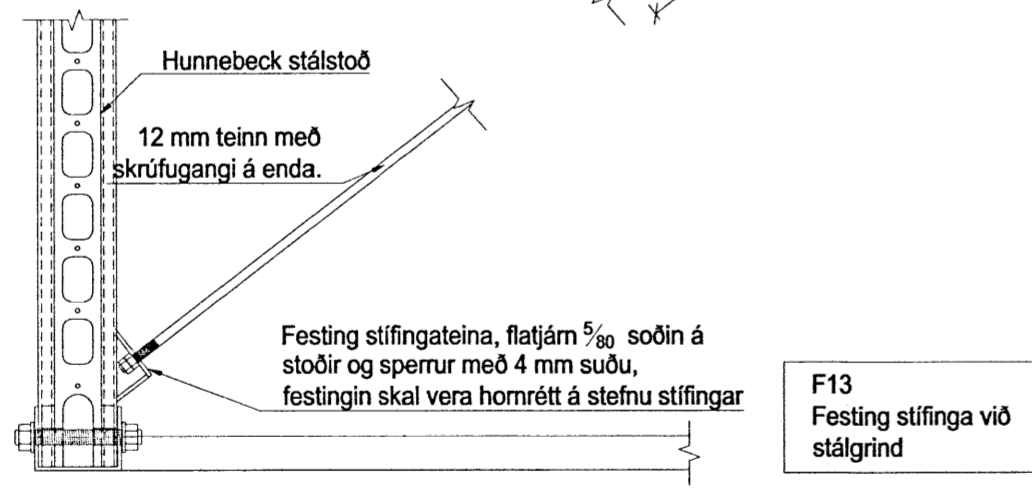 Hunnebeck stálstoð
12 mm teinn með
skrúfugangi á enda.
Festing stífingateina, flatjárn 5/80 soðin á
stoðir og sperrur með 4 mm suðu,
festingin skal vera hornrétt á stefnu stífingar
F13
Festing stífinga við
stálgrind